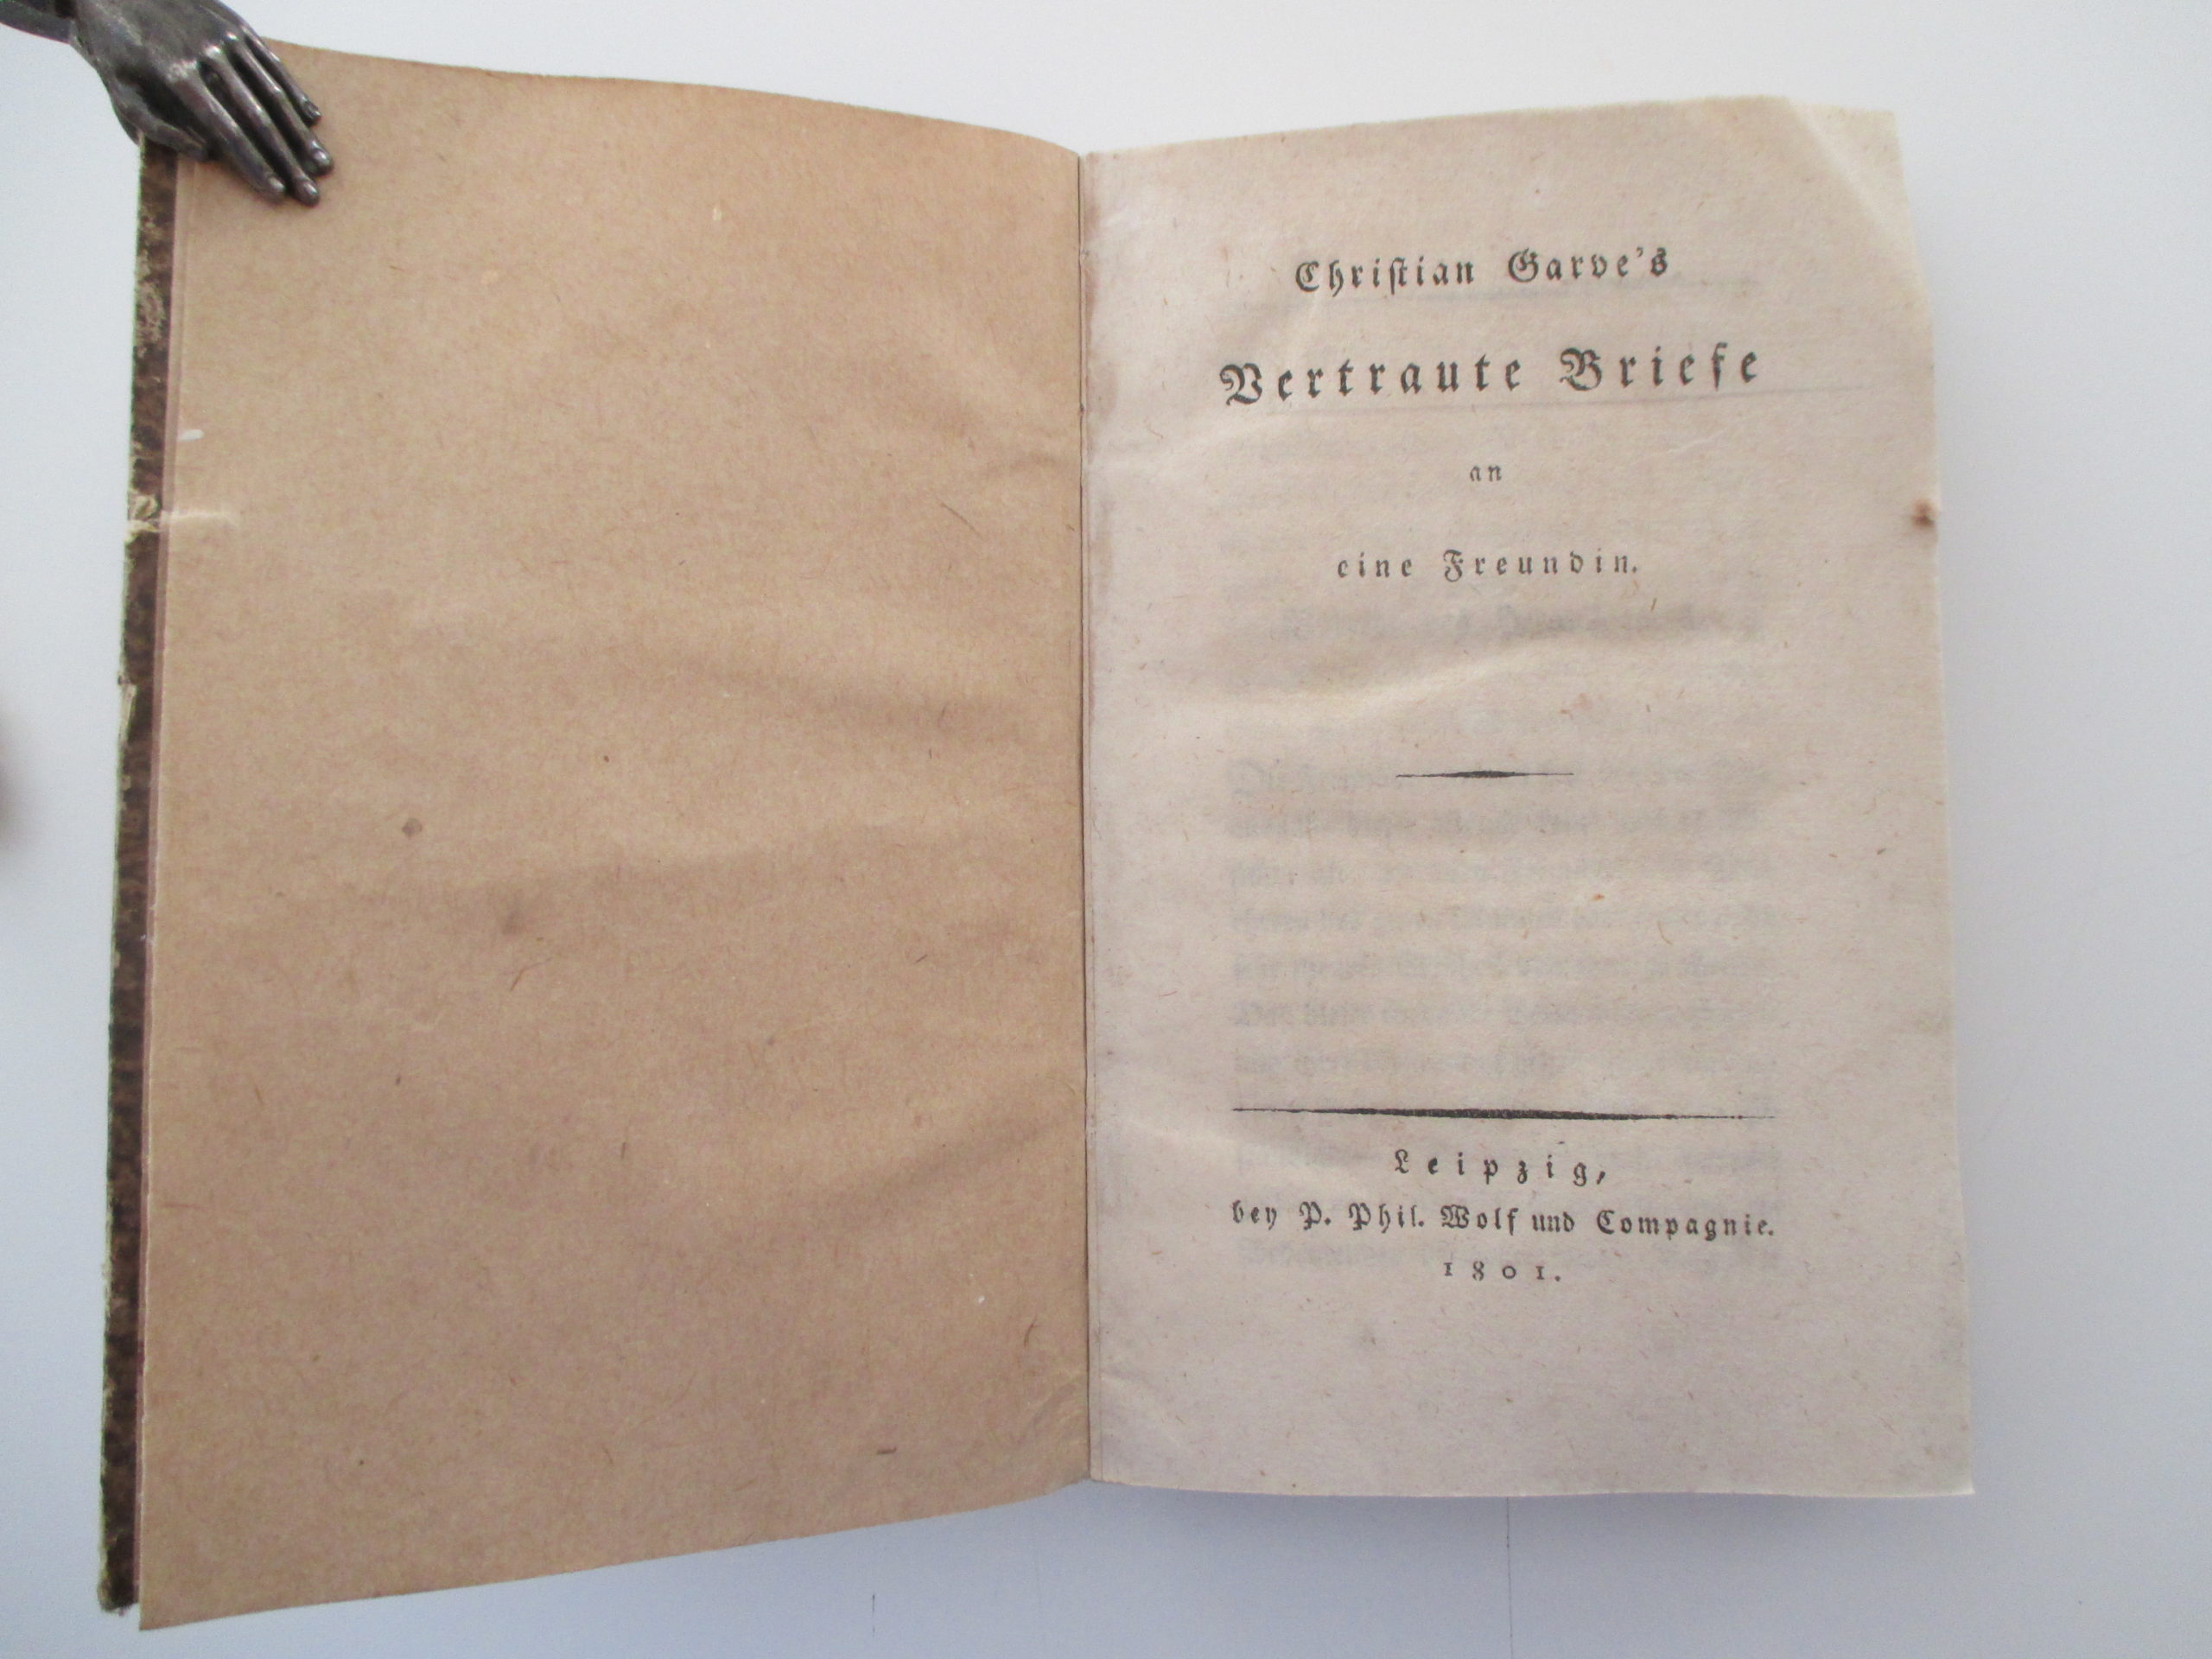 Christian Garve's
Vertraute Briefe
an
eine Freundin.
Leipzig,
bey P. Phil. Wolf und Compagnie.
1801.